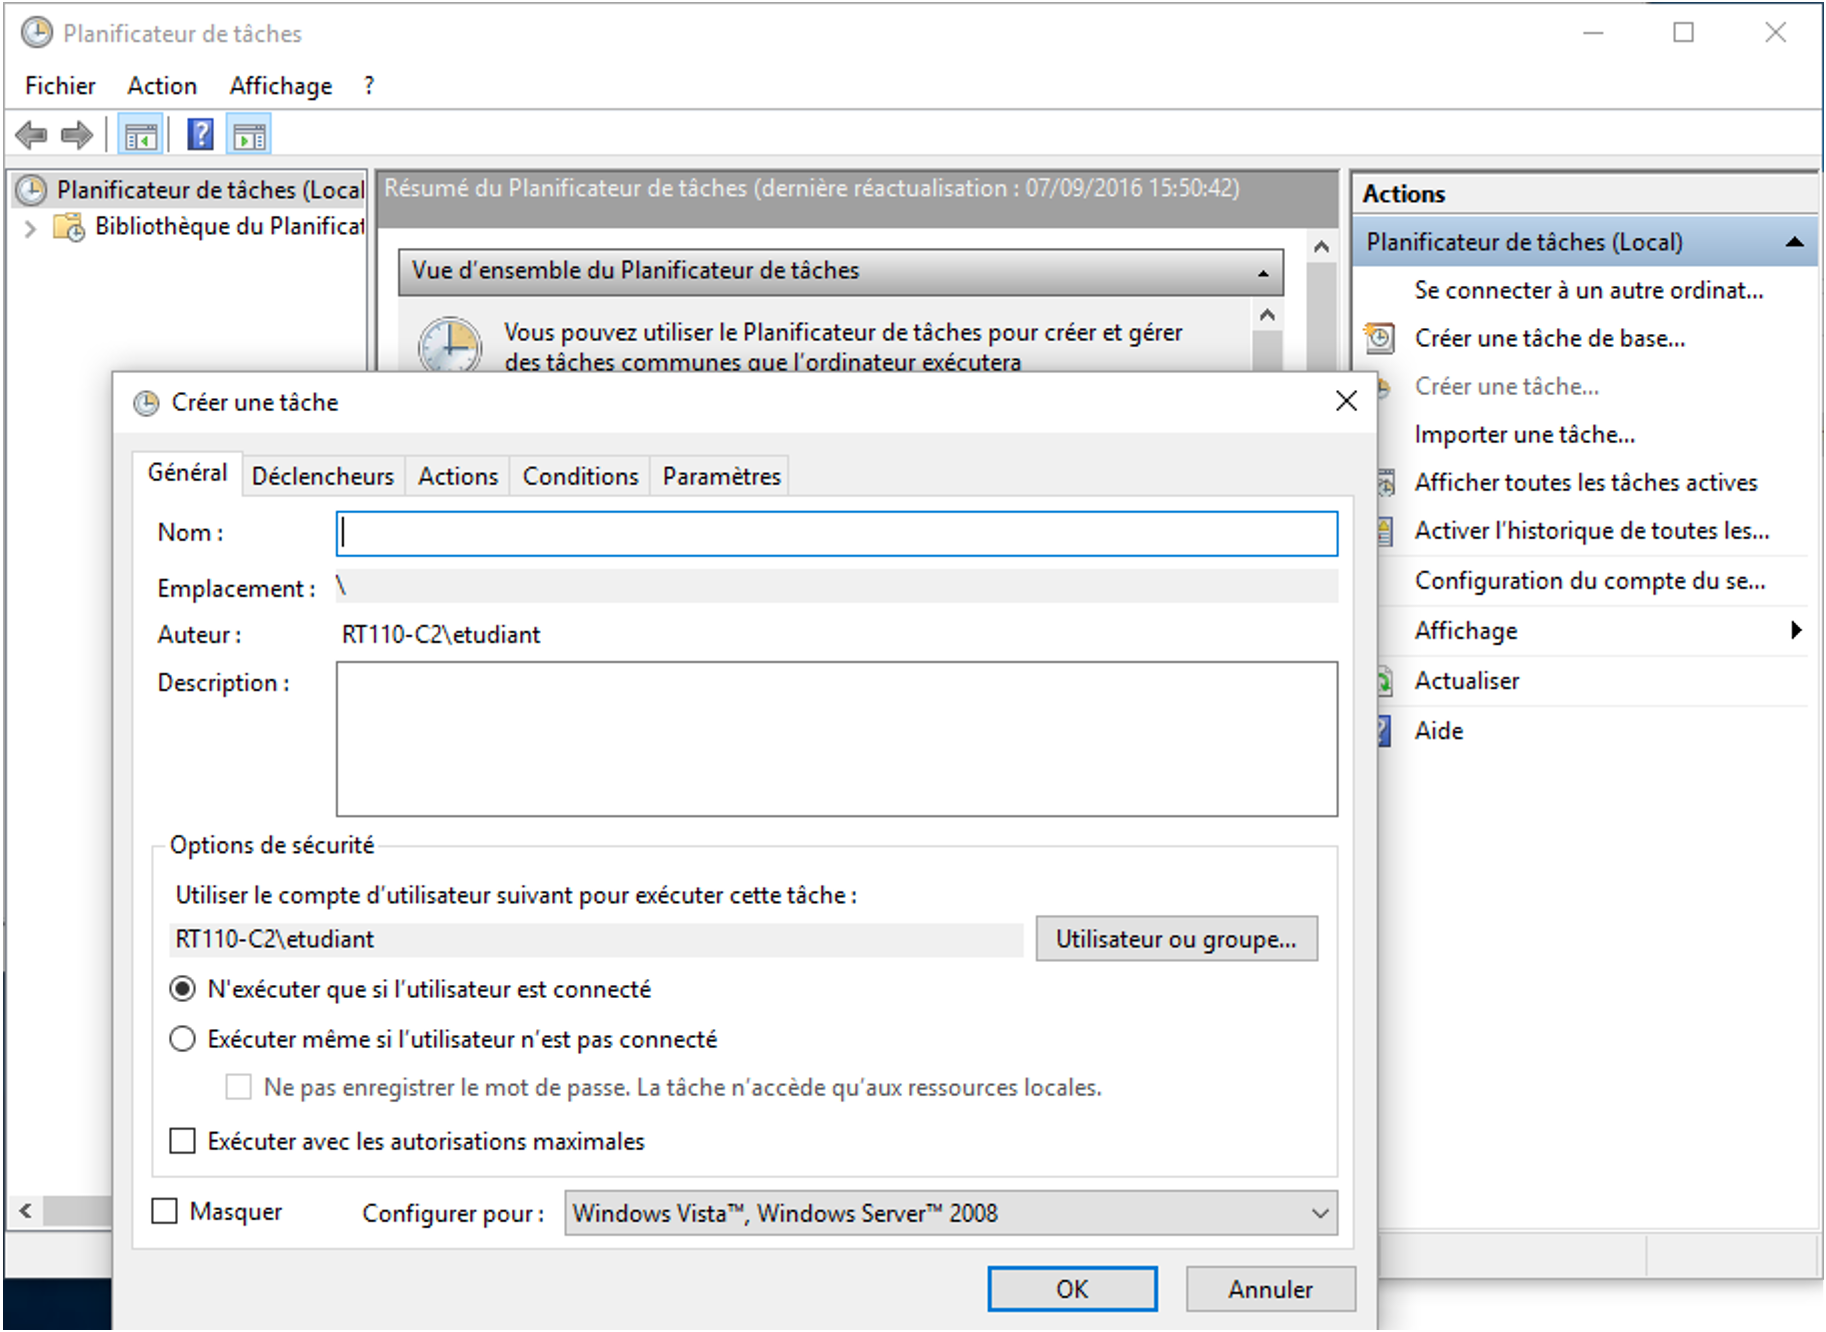 Planificateur de tâches
Fichier Action Affichage ?
Planificateur de tâches (Local
Bibliothèque du Planificat
Résumé du Planificateur de tâches (dernière réactualisation : 07/09/2016 15:50:42)
Vue d'ensemble du Planificateur de tâches
Vous pouvez utiliser le Planificateur de tâches pour créer et gérer
des tâches communes que l'ordinateur exécutera
Actions
Planificateur de tâches (Local)
Se connecter à un autre ordinat...
Créer une tâche de base...
Créer une tâche...
Importer une tâche...
Afficher toutes les tâches actives
Activer l'historique de toutes les...
Configuration du compte du se...
Affichage
Actualiser
Aide
Créer une tâche
Général Déclencheurs Actions Conditions Paramètres
Nom :
Emplacement : \
Auteur : RT110-C2\etudiant
Description :
Options de sécurité
Utiliser le compte d'utilisateur suivant pour exécuter cette tâche :
RT110-C2\etudiant Utilisateur ou groupe...
N'exécuter que si l'utilisateur est connecté
Exécuter même si l'utilisateur n'est pas connecté
Ne pas enregistrer le mot de passe. La tâche n'accède qu'aux ressources locales.
Exécuter avec les autorisations maximales
Masquer Configurer pour : Windows Vista™, Windows Server™ 2008
OK Annuler